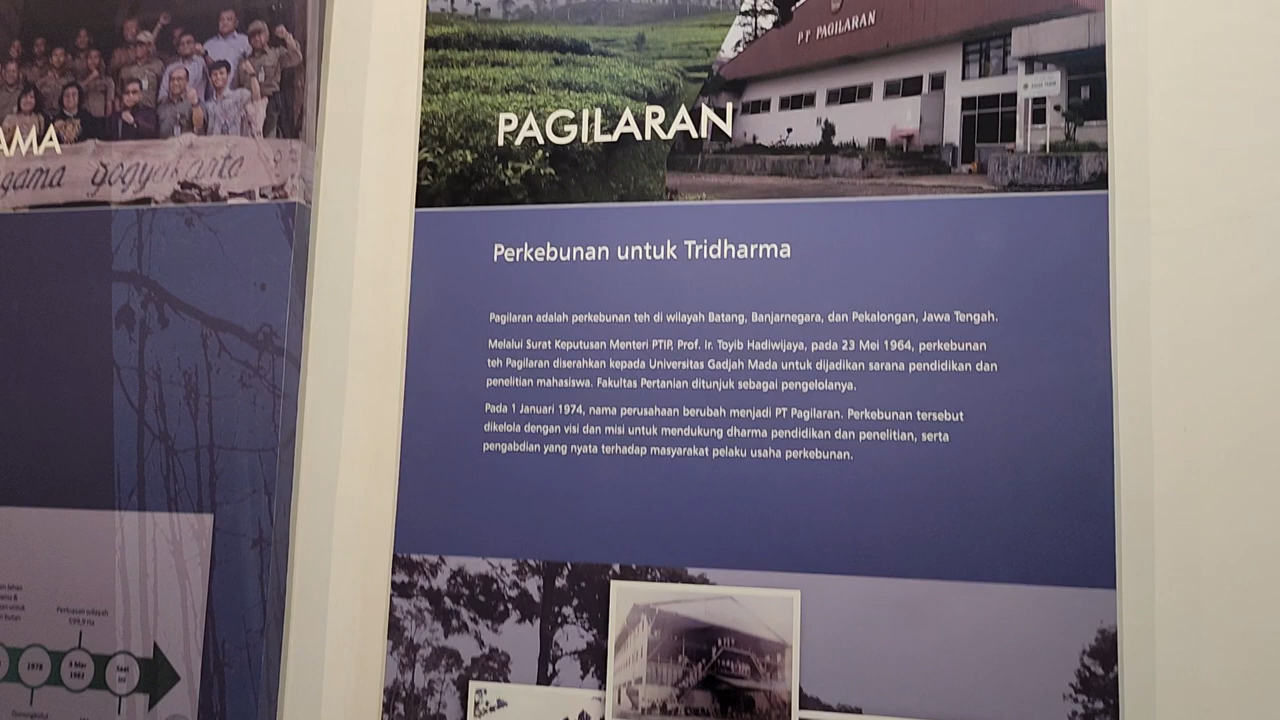 AMA
gama yogyakarta
Perluasan wilayah
599,9 Ha
1978
3 Mar
1982
Saat
ini
PT PAGILARAN
PAGILARAN
Perkebunan untuk Tridharma
Pagilaran adalah perkebunan teh di wilayah Batang, Banjarnegara, dan Pekalongan, Jawa Tengah.
Melalui Surat Keputusan Menteri PTIP, Prof. Ir. Toyib Hadiwijaya, pada 23 Mei 1964, perkebunan
teh Pagilaran diserahkan kepada Universitas Gadjah Mada untuk dijadikan sarana pendidikan dan
penelitian mahasiswa. Fakultas Pertanian ditunjuk sebagai pengelolanya.
Pada 1 Januari 1974, nama perusahaan berubah menjadi PT Pagilaran. Perkebunan tersebut
dikelola dengan visi dan misi untuk mendukung dharma pendidikan dan penelitian, serta
pengabdian yang nyata terhadap masyarakat pelaku usaha perkebunan.